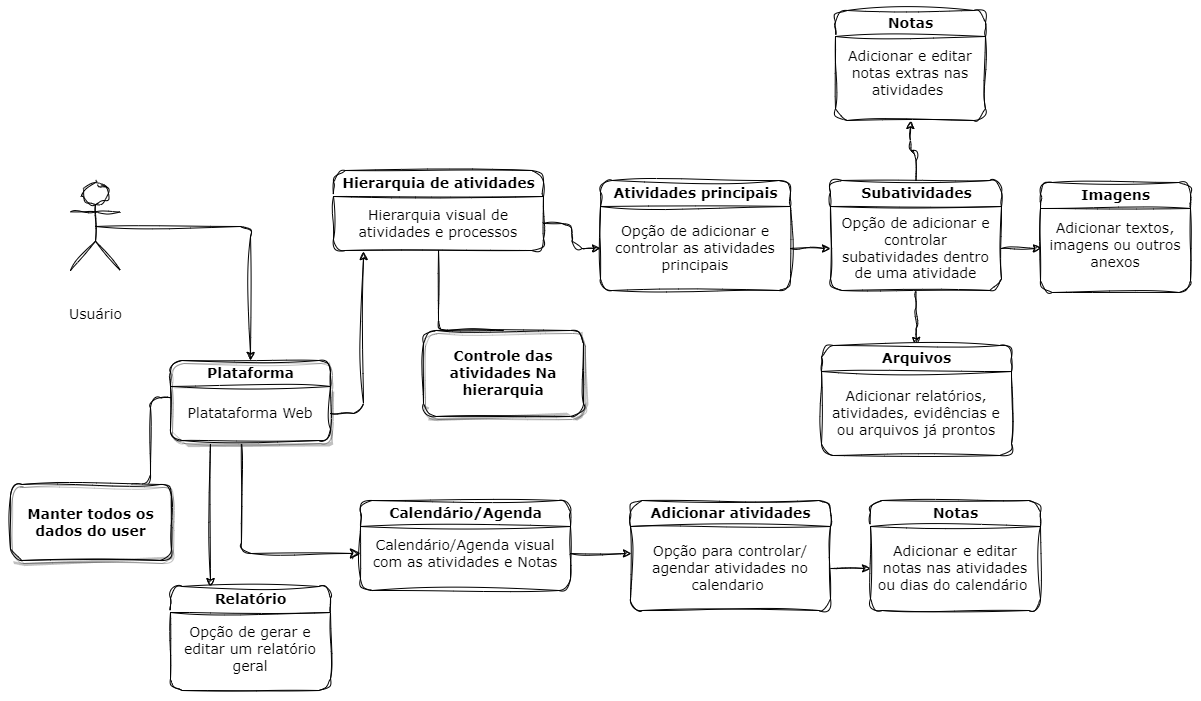 Notas
Adicionar e editar
notas extras nas
atividades
Hierarquia de atividades
Hierarquia visual de
atividades e processos
Atividades principais
Opção de adicionar e
controlar as atividades
principais
Subatividades
Opção de adicionar e
controlar
subatividades dentro
de uma atividade
Imagens
Adicionar textos,
imagens ou outros
anexos
Usuário
Plataforma
Platataforma Web
Controle das
atividades Na
hierarquia
Arquivos
Adicionar relatórios,
atividades, evidências e
ou arquivos já prontos
Manter todos os
dados do user
Calendário/Agenda
Calendário/Agenda visual
com as atividades e Notas
Adicionar atividades
Opção para controlar/
agendar atividades no
calendario
Notas
Adicionar e editar
notas nas atividades
ou dias do calendário
Relatório
Opção de gerar e
editar um relatório
geral